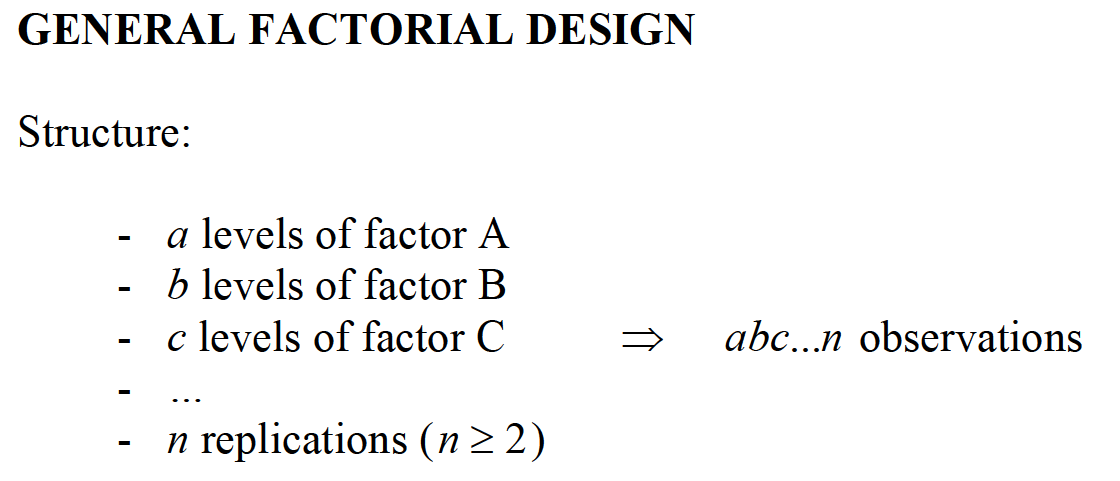 GENERAL FACTORIAL DESIGN
Structure:
- a levels of factor A
- b levels of factor B
- c levels of factor C ⇒ abc...n observations
- ...
- n replications (n ≥ 2)